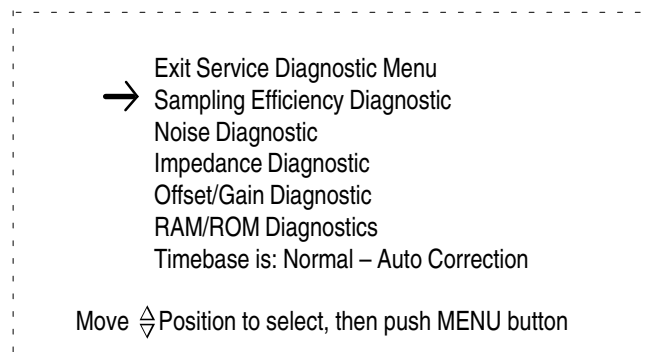 Exit Service Diagnostic Menu
Sampling Efficiency Diagnostic
Noise Diagnostic
Impedance Diagnostic
Offset/Gain Diagnostic
RAM/ROM Diagnostics
Timebase is: Normal – Auto Correction
Move Position to select, then push MENU button